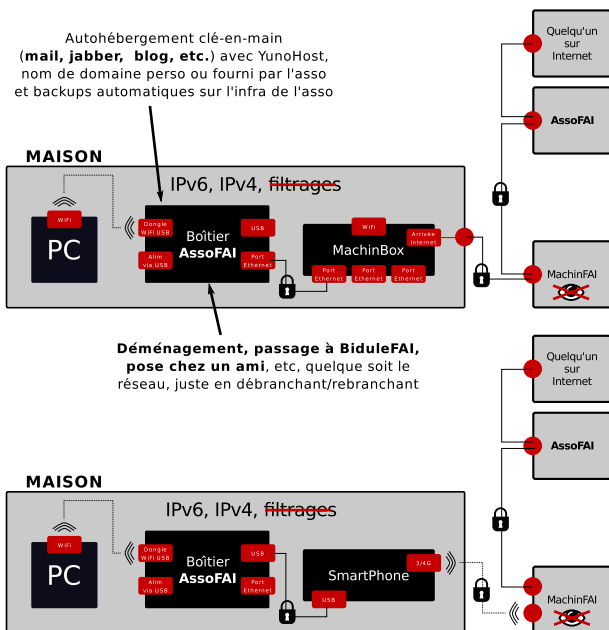 Autohébergement clé-en-main
(mail, jabber, blog, etc.) avec YunoHost,
nom de domaine perso ou fourni par l'asso
et backups automatiques sur l'infra de l'asso
Quelqu'un
sur
Internet
AssoFAI
MAISON
IPv6, IPv4, filtrages
WiFi
PC
Dongle
WiFi USB
Alim
via USB
Boîtier
AssoFAI
USB
Port
Ethernet
WiFi
MachinBox
Arrivée
internet
Port
Ethernet
Port
Ethernet
Port
Ethernet
MachinFAI
Déménagement, passage à BiduleFAI,
pose chez un ami, etc, quelque soit le
réseau, juste en débranchant/rebranchant
Quelqu'un
sur
Internet
AssoFAI
MAISON
IPv6, IPv4, filtrages
WiFi
PC
Dongle
WiFi USB
Alim
via USB
Boîtier
AssoFAI
USB
Port
Ethernet
SmartPhone
3/4G
USB
MachinFAI